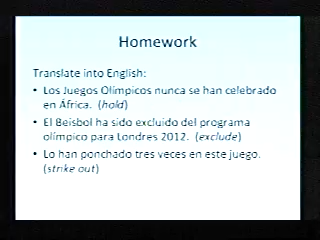 Homework
Translate into English:
• Los Juegos Olímpicos nunca se han celebrado
en África. (hold)
• El Beisbol ha sido excluido del programa
olímpico para Londres 2012. (exclude)
• Lo han ponchado tres veces en este juego.
(strike out)